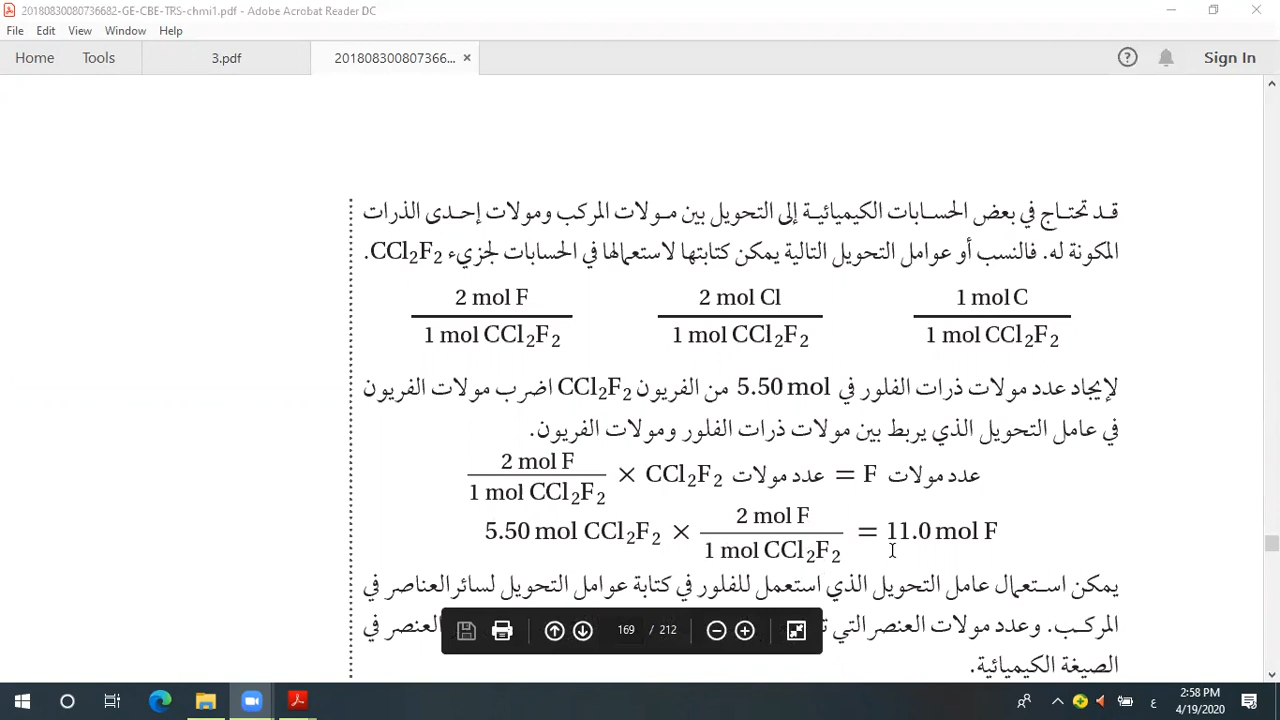 20180830080736682-GE-CBE-TRS-chmi1.pdf - Adobe Acrobat Reader DC
File Edit View Window Help
Home Tools 3.pdf 201808300807366... × Sign In
قد تحتاج في بعض الحسابات الكيميائية إلى التحويل بين مولات المركب ومولات إحدى الذرات
المكونة له. فالنسب أو عوامل التحويل التالية يمكن كتابتها لاستعمالها في الحسابات لجزيء CCl₂F₂.
2 mol F 2 mol Cl 1 mol C
1 mol CCl₂F₂ 1 mol CCl₂F₂ 1 mol CCl₂F₂
لإيجاد عدد مولات ذرات الفلور في 5.50 mol من الفريون CCl₂F₂ اضرب مولات الفريون
في عامل التحويل الذي يربط بين مولات ذرات الفلور ومولات الفريون.
عدد مولات F = عدد مولات CCl₂F₂ × 2 mol F / 1 mol CCl₂F₂
5.50 mol CCl₂F₂ × 2 mol F / 1 mol CCl₂F₂ = 11.0 mol F
يمكن استعمال عامل التحويل الذي استعمل للفلور في كتابة عوامل التحويل لسائر العناصر في
المركب. وعدد مولات العنصر التي العنصر في
الصيغة الكيميائية.
169 / 212
ع 2:58 PM
4/19/2020